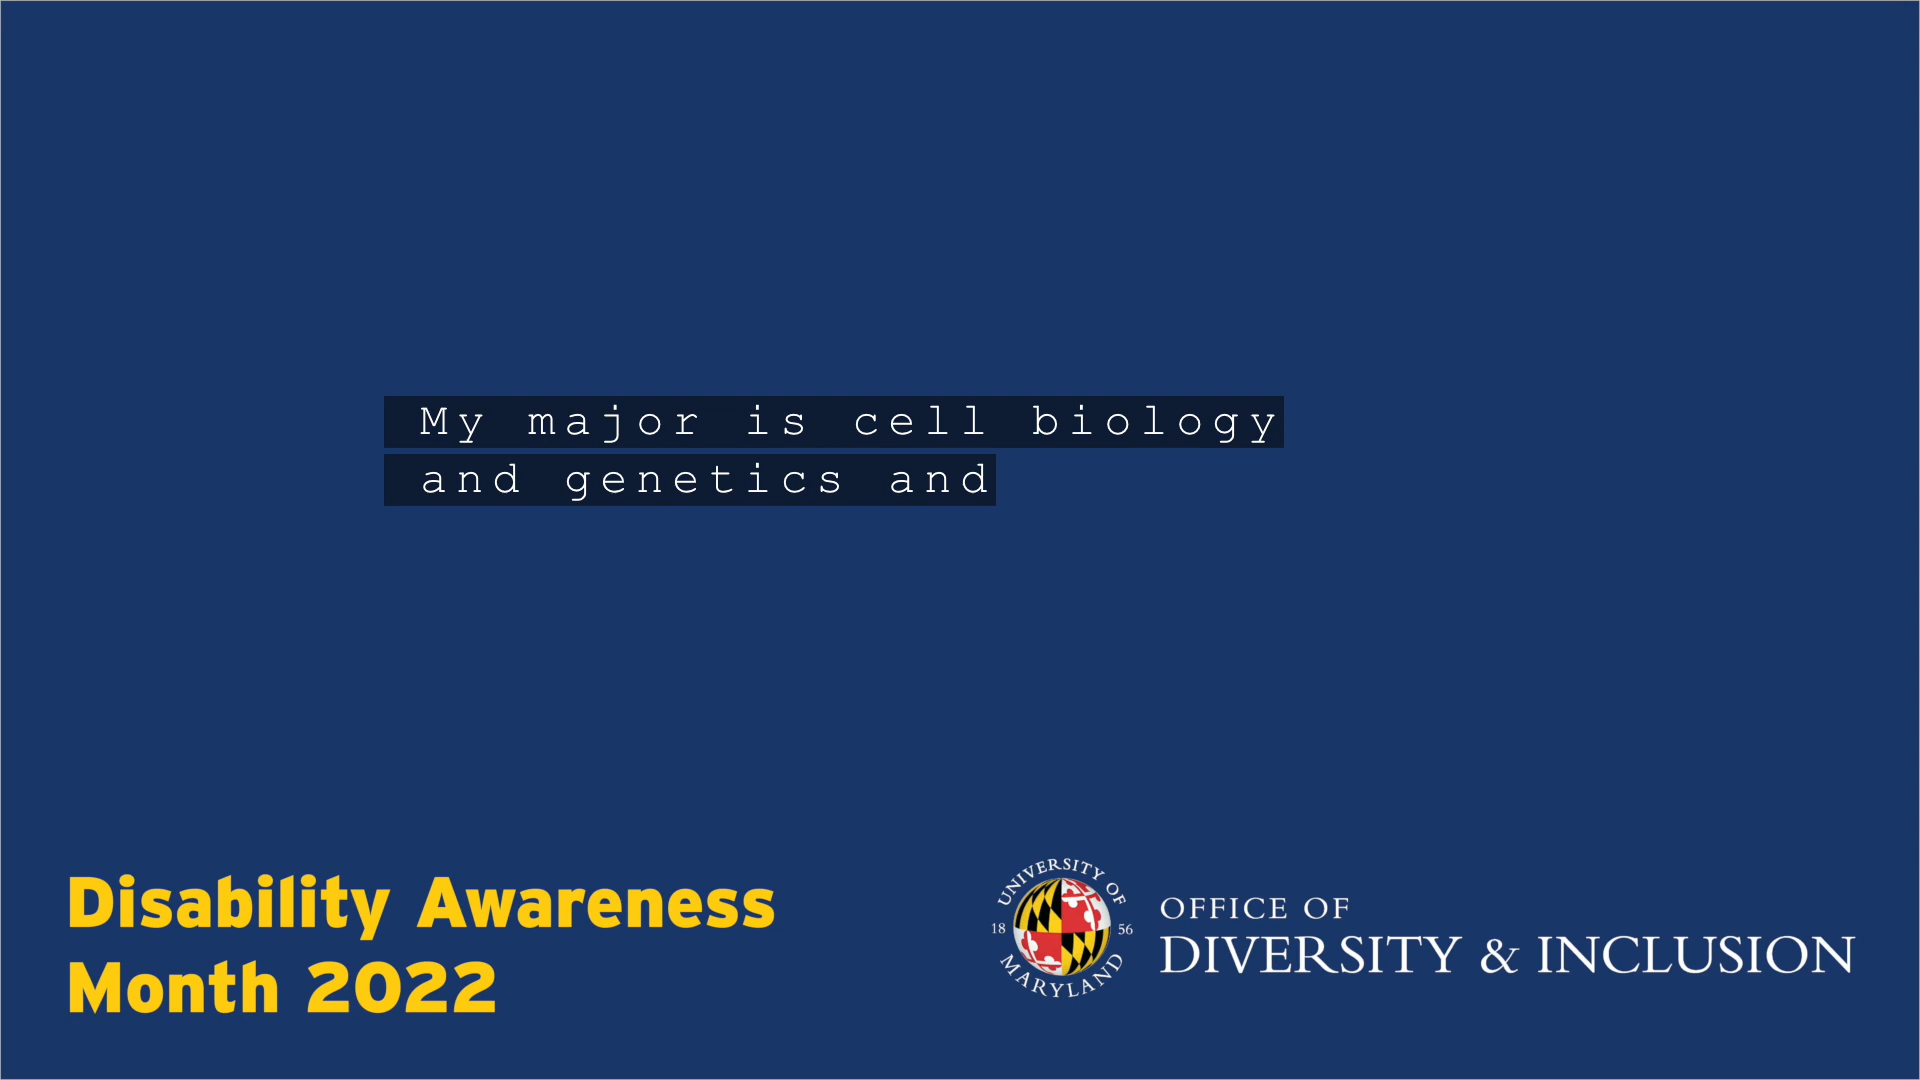 My major is cell biology
and genetics and
Disability Awareness
Month 2022
UNIVERSITY OF
18 56
MARYLAND
OFFICE OF
DIVERSITY & INCLUSION